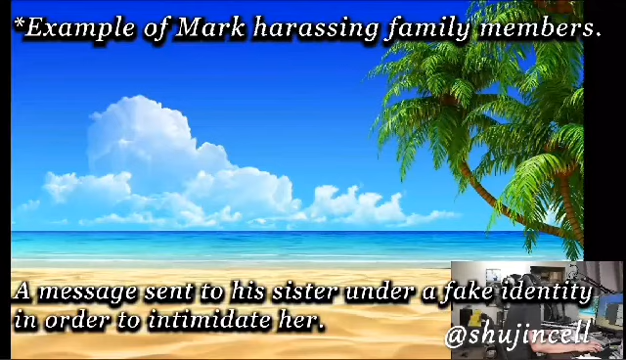 *Example of Mark harassing family members.
A message sent to his sister under a fake identity
in order to intimidate her.
@shujincell